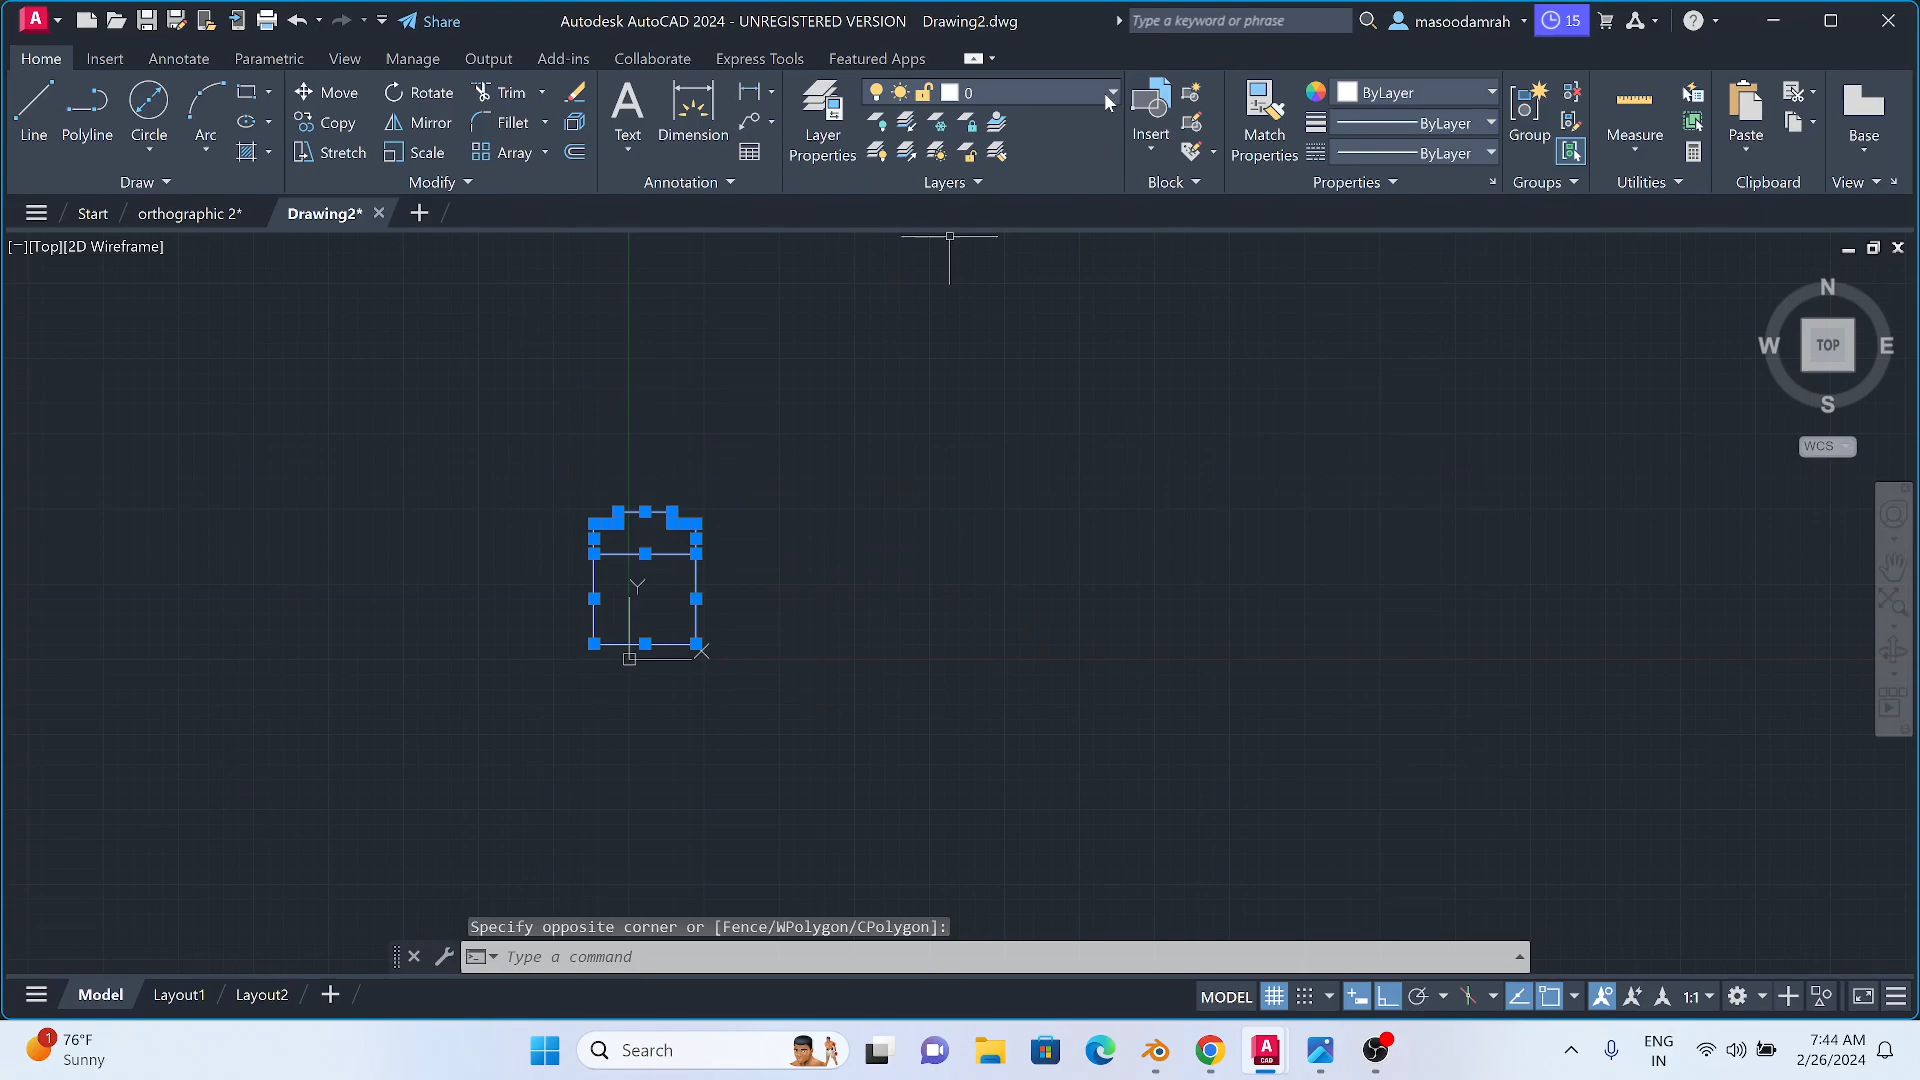 Share
Autodesk AutoCAD 2024 - UNREGISTERED VERSION Drawing2.dwg
Type a keyword or phrase
masoodamrah
15
Home Insert Annotate Parametric View Manage Output Add-ins Collaborate Express Tools Featured Apps
Line Polyline Circle Arc
Move Rotate Trim
Copy Mirror Fillet
Stretch Scale Array
Text Dimension
Layer Properties
0
Insert
Match Properties
ByLayer
ByLayer
ByLayer
Group
Measure
Paste
Base
Draw Modify Annotation Layers Block Properties Groups Utilities Clipboard View
Start orthographic 2* Drawing2*
[−][Top][2D Wireframe]
N
W TOP E
S
WCS
Y
X
Specify opposite corner or [Fence/WPolygon/CPolygon]:
Type a command
Model Layout1 Layout2
MODEL 1:1
1
76°F
Sunny
Search
CAD
ENG
IN
7:44 AM
2/26/2024